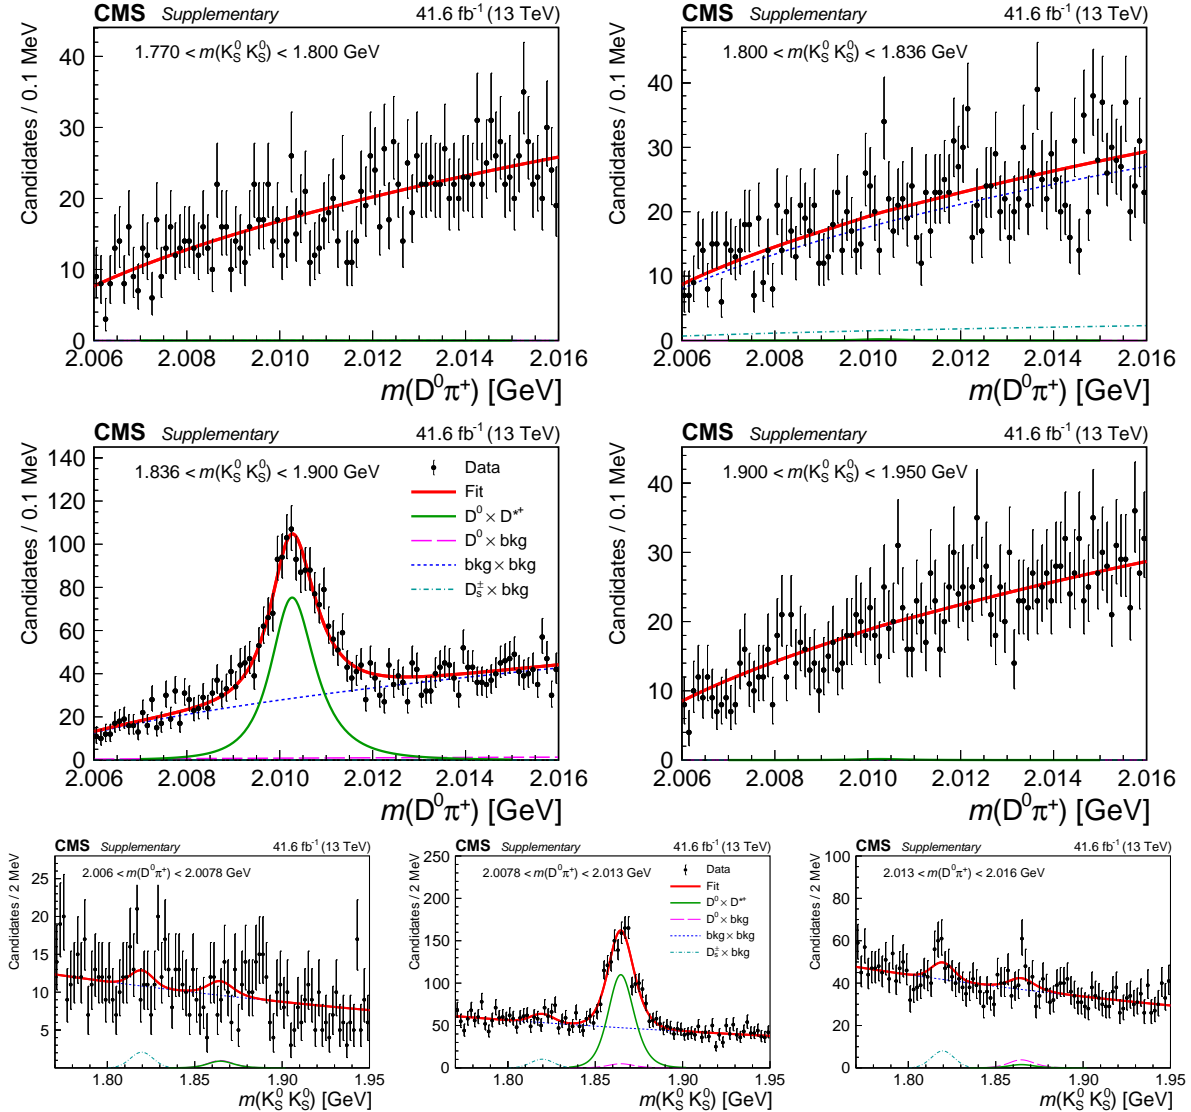 CMS Supplementary 41.6 fb⁻¹ (13 TeV)
1.770 < m(K⁰S K⁰S) < 1.800 GeV
Candidates / 0.1 MeV
40
30
20
10
0
2.006 2.008 2.010 2.012 2.014 2.016
m(D⁰π⁺) [GeV]
CMS Supplementary 41.6 fb⁻¹ (13 TeV)
1.800 < m(K⁰S K⁰S) < 1.836 GeV
Candidates / 0.1 MeV
40
30
20
10
0
2.006 2.008 2.010 2.012 2.014 2.016
m(D⁰π⁺) [GeV]
CMS Supplementary 41.6 fb⁻¹ (13 TeV)
1.836 < m(K⁰S K⁰S) < 1.900 GeV
Candidates / 0.1 MeV
140
120
100
80
60
40
20
0
Data
Fit
D⁰ × D*⁺
D⁰ × bkg
bkg × bkg
D±s × bkg
2.006 2.008 2.010 2.012 2.014 2.016
m(D⁰π⁺) [GeV]
CMS Supplementary 41.6 fb⁻¹ (13 TeV)
1.900 < m(K⁰S K⁰S) < 1.950 GeV
Candidates / 0.1 MeV
40
30
20
10
0
2.006 2.008 2.010 2.012 2.014 2.016
m(D⁰π⁺) [GeV]
CMS Supplementary 41.6 fb⁻¹ (13 TeV)
2.006 < m(D⁰π⁺) < 2.0078 GeV
Candidates / 2 MeV
25
20
15
10
5
1.80 1.85 1.90 1.95
m(K⁰S K⁰S) [GeV]
CMS Supplementary 41.6 fb⁻¹ (13 TeV)
2.0078 < m(D⁰π⁺) < 2.013 GeV
Candidates / 2 MeV
250
200
150
100
50
0
Data
Fit
D⁰ × D*⁺
D⁰ × bkg
bkg × bkg
D±s × bkg
1.80 1.85 1.90 1.95
m(K⁰S K⁰S) [GeV]
CMS Supplementary 41.6 fb⁻¹ (13 TeV)
2.013 < m(D⁰π⁺) < 2.016 GeV
Candidates / 2 MeV
100
80
60
40
20
0
1.80 1.85 1.90 1.95
m(K⁰S K⁰S) [GeV]